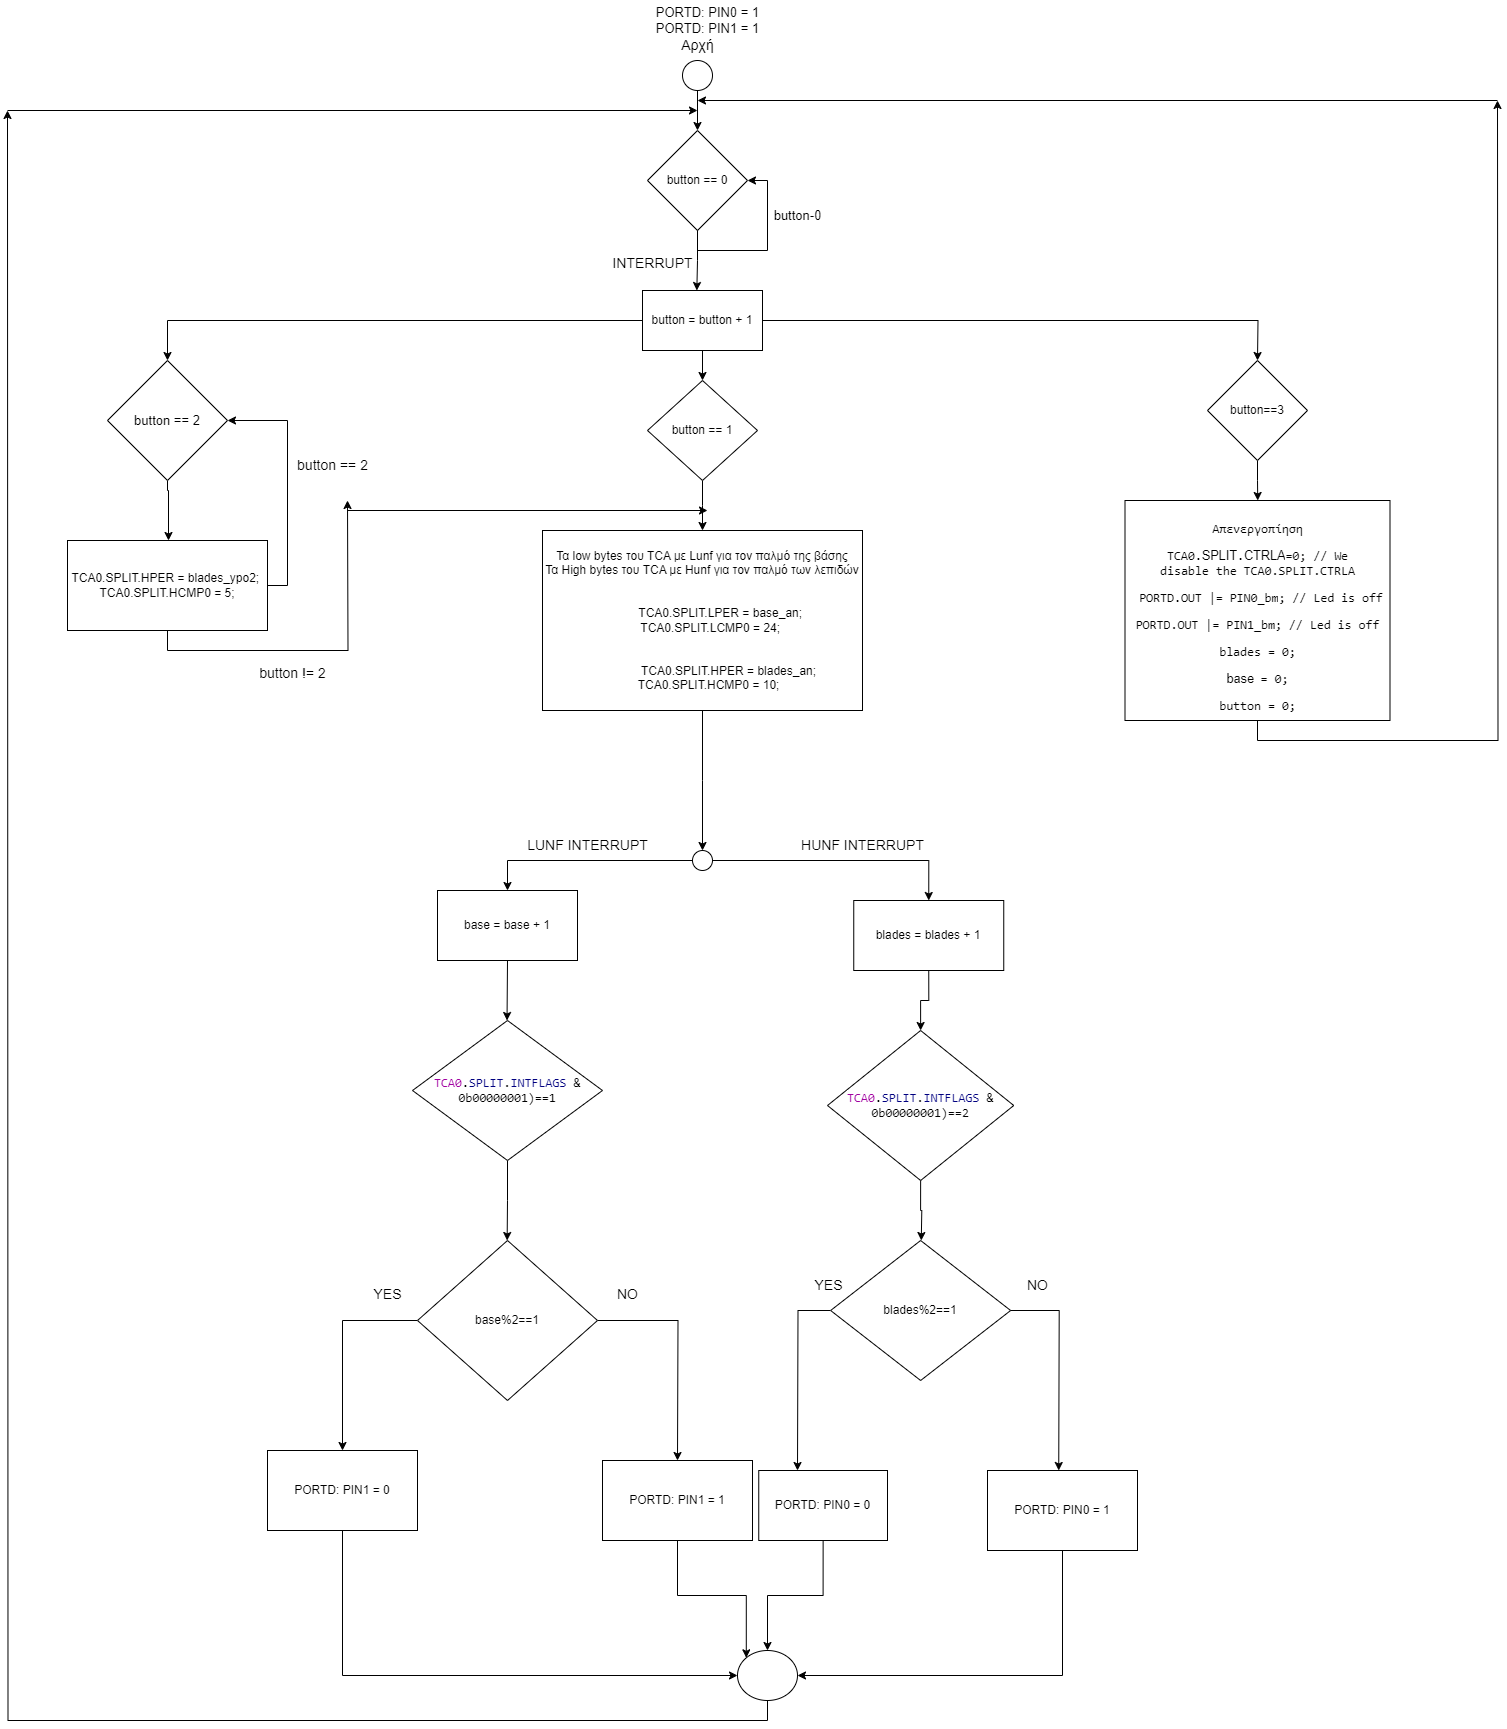 PORTD: PIN0 = 1
PORTD: PIN1 = 1
Αρχή
button == 0
button-0
INTERRUPT
button = button + 1
button == 2
button == 1
button==3
button == 2
TCA0.SPLIT.HPER = blades_ypo2;
TCA0.SPLIT.HCMP0 = 5;
button != 2
Τα low bytes του TCA με Lunf για τον παλμό της βάσης
Τα High bytes του TCA με Hunf για τον παλμό των λεπιδών
TCA0.SPLIT.LPER = base_an;
TCA0.SPLIT.LCMP0 = 24;
TCA0.SPLIT.HPER = blades_an;
TCA0.SPLIT.HCMP0 = 10;
Απενεργοπίηση
TCA0.SPLIT.CTRLA=0; // We
disable the TCA0.SPLIT.CTRLA
PORTD.OUT |= PIN0_bm; // Led is off
PORTD.OUT |= PIN1_bm; // Led is off
blades = 0;
base = 0;
button = 0;
LUNF INTERRUPT
HUNF INTERRUPT
base = base + 1
blades = blades + 1
TCA0.SPLIT.INTFLAGS &
0b00000001)==1
TCA0.SPLIT.INTFLAGS &
0b00000001)==2
YES
base%2==1
NO
YES
blades%2==1
NO
PORTD: PIN1 = 0
PORTD: PIN1 = 1
PORTD: PIN0 = 0
PORTD: PIN0 = 1